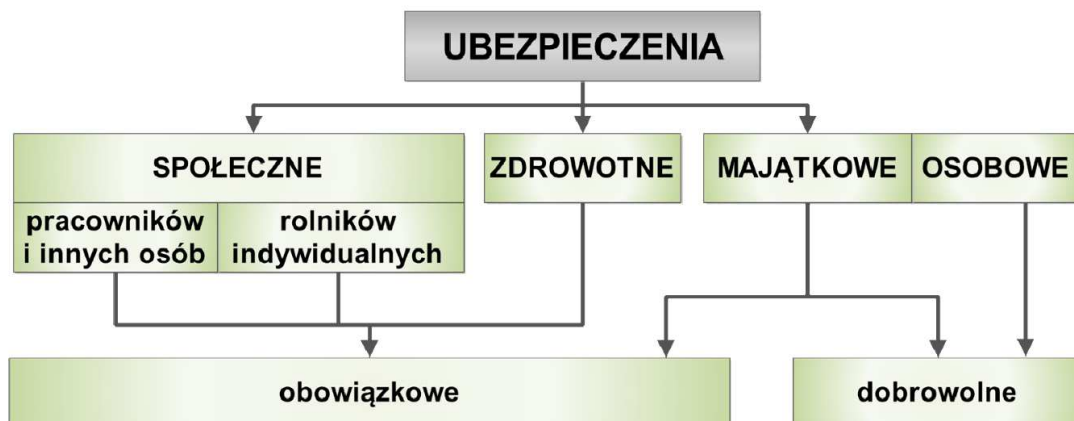 UBEZPIECZENIA
SPOŁECZNE
ZDROWOTNE
MAJĄTKOWE
OSOBOWE
pracowników
i innych osób
rolników
indywidualnych
obowiązkowe
dobrowolne